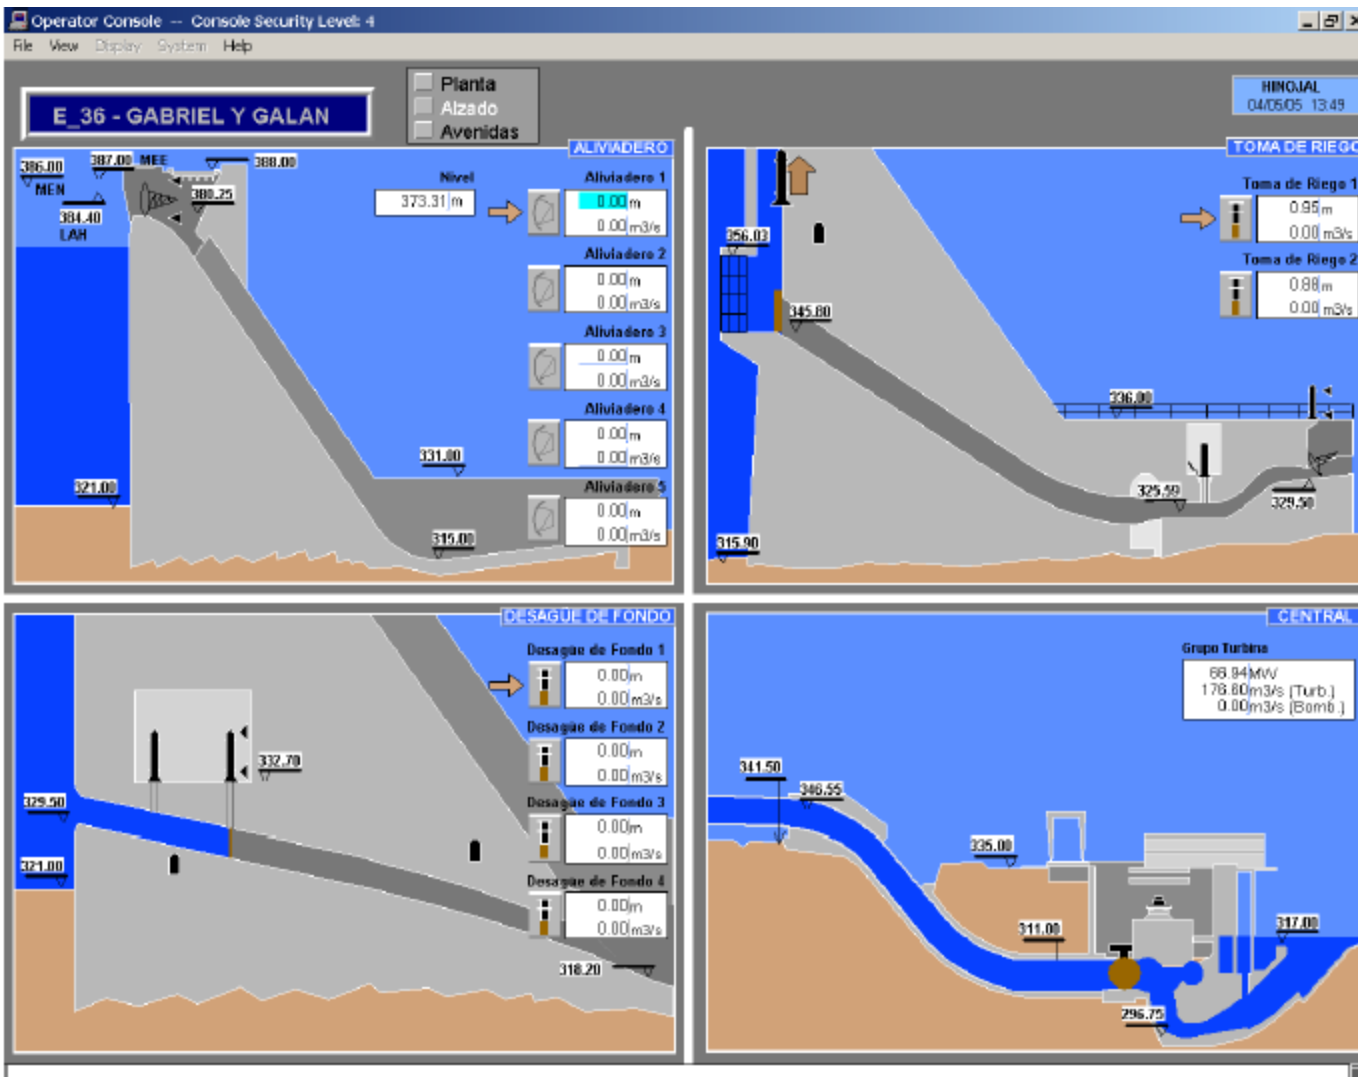 Operator Console -- Console Security Level: 4
File View Display System Help
E_36 - GABRIEL Y GALAN
Planta
Alzado
Avenidas
HINOJAL
04/05/05 13:49
ALIVIADERO
386.00
387.00 MEE
388.00
MEN
380.25
384.40
LAH
Nivel
373.31 m
Aliviadero 1
0.00 m
0.00 m3/s
Aliviadero 2
0.00 m
0.00 m3/s
Aliviadero 3
0.00 m
0.00 m3/s
Aliviadero 4
0.00 m
0.00 m3/s
331.00
321.00
Aliviadero 5
0.00 m
0.00 m3/s
315.00
TOMA DE RIEGO
Toma de Riego 1
0.95 m
0.00 m3/s
356.03
Toma de Riego 2
0.88 m
0.00 m3/s
345.80
336.00
325.59
329.50
315.90
DESAGÜE DE FONDO
Desagüe de Fondo 1
0.00 m
0.00 m3/s
Desagüe de Fondo 2
0.00 m
0.00 m3/s
332.70
329.50
Desagüe de Fondo 3
0.00 m
0.00 m3/s
321.00
Desagüe de Fondo 4
0.00 m
0.00 m3/s
318.20
CENTRAL
Grupo Turbina
66.94 MW
176.60 m3/s (Turb.)
0.00 m3/s (Bomb.)
341.50
346.55
335.00
311.00
317.00
296.75